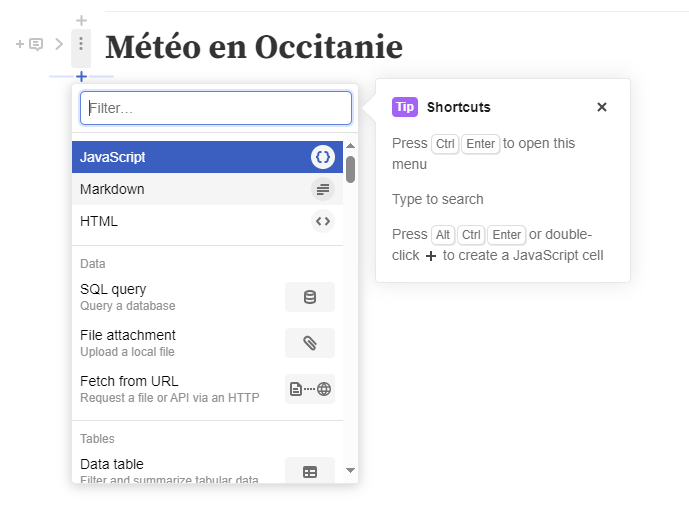 Météo en Occitanie
Filter...
JavaScript
Markdown
HTML
Data
SQL query
Query a database
File attachment
Upload a local file
Fetch from URL
Request a file or API via an HTTP
Tables
Data table
Filter and summarize tabular data
Tip Shortcuts
Press Ctrl Enter to open this
menu
Type to search
Press Alt Ctrl Enter or double-
click + to create a JavaScript cell